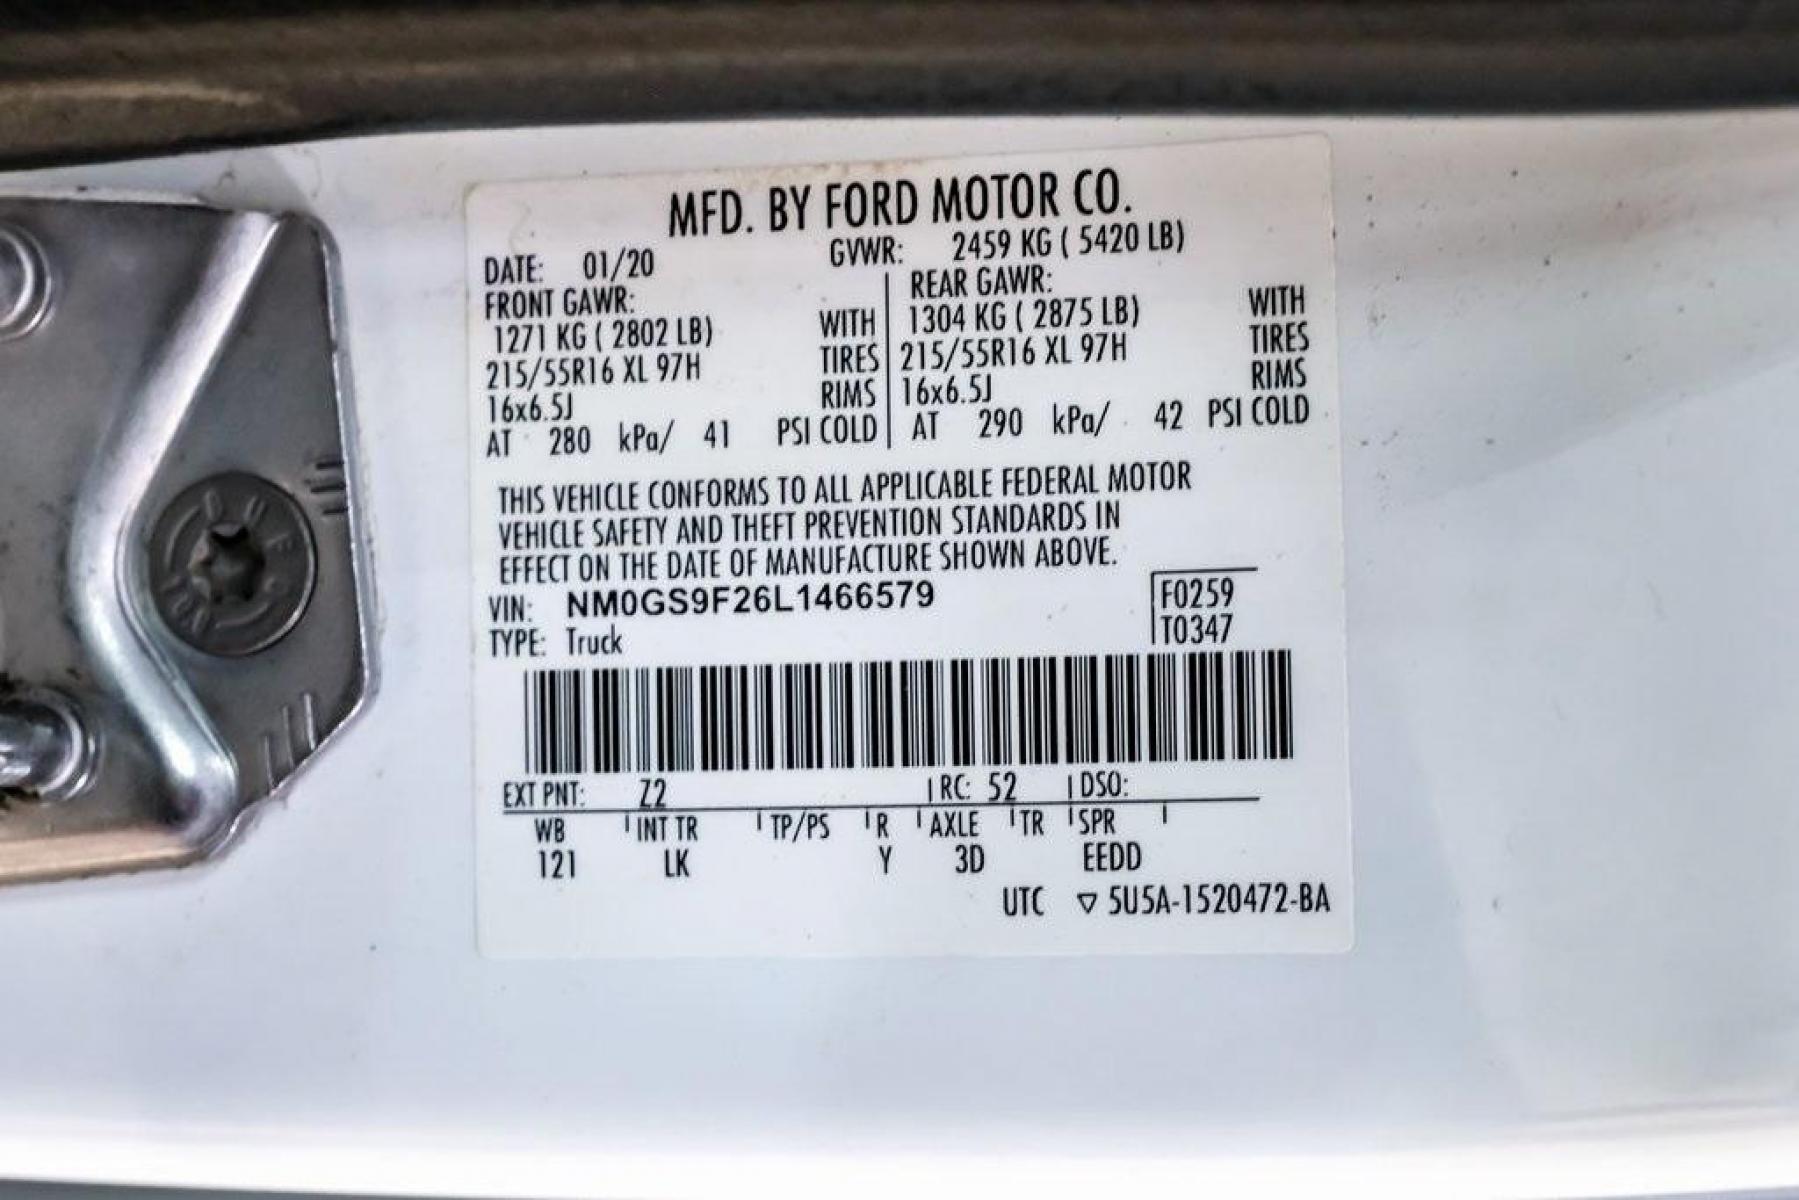 MFD. BY FORD MOTOR CO.
DATE: 01/20 GVWR: 2459 KG ( 5420 LB)
FRONT GAWR: REAR GAWR:
1271 KG ( 2802 LB) WITH 1304 KG ( 2875 LB) WITH
215/55R16 XL 97H TIRES 215/55R16 XL 97H TIRES
16x6.5J RIMS 16x6.5J RIMS
AT 280 kPa/ 41 PSI COLD AT 290 kPa/ 42 PSI COLD
THIS VEHICLE CONFORMS TO ALL APPLICABLE FEDERAL MOTOR
VEHICLE SAFETY AND THEFT PREVENTION STANDARDS IN
EFFECT ON THE DATE OF MANUFACTURE SHOWN ABOVE.
VIN: NM0GS9F26L1466579 F0259
TYPE: Truck T0347
EXT PNT: Z2 RC: 52 DSO:
WB INT TR TP/PS R AXLE TR SPR
121 LK Y 3D EEDD
UTC ▽ 5U5A-1520472-BA